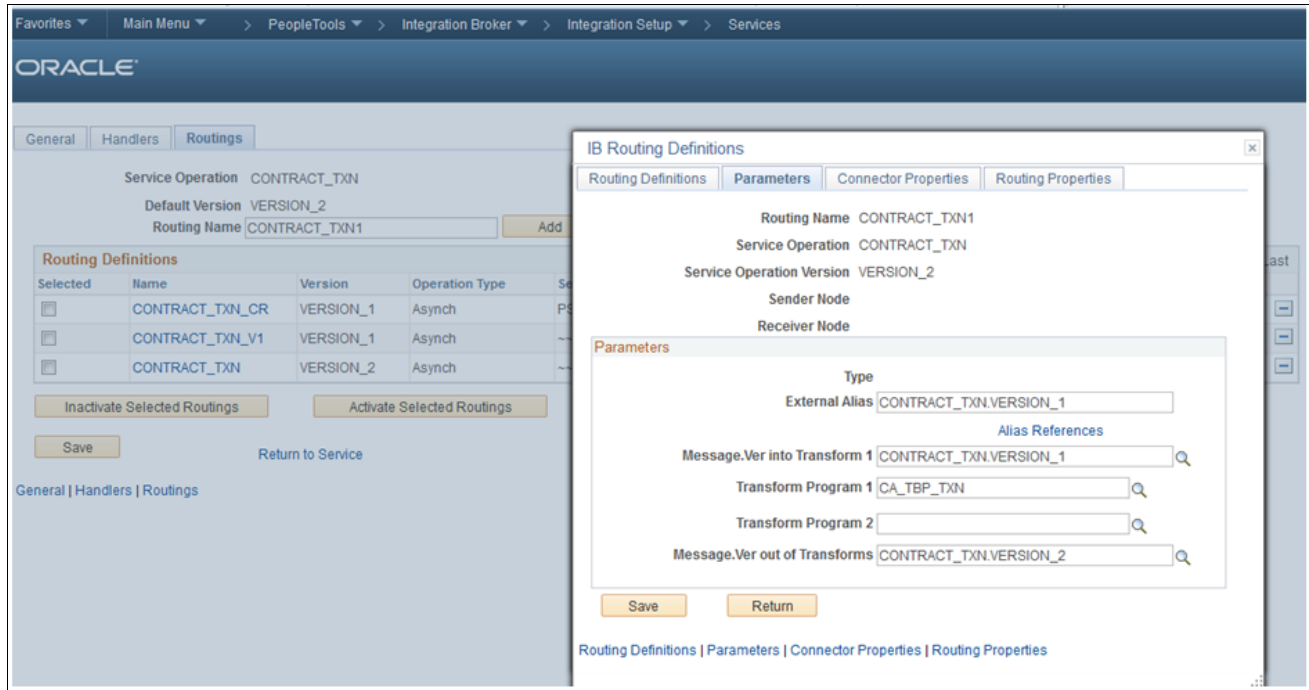 Favorites Main Menu > PeopleTools > Integration Broker > Integration Setup > Services
ORACLE
General Handlers Routings
Service Operation CONTRACT_TXN
Default Version VERSION_2
Routing Name CONTRACT_TXN1 Add
Routing Definitions
Selected Name Version Operation Type Se
CONTRACT_TXN_CR VERSION_1 Asynch PS
CONTRACT_TXN_V1 VERSION_1 Asynch ~~
CONTRACT_TXN VERSION_2 Asynch ~~
Inactivate Selected Routings Activate Selected Routings
Save Return to Service
General | Handlers | Routings
ast
IB Routing Definitions
Routing Definitions Parameters Connector Properties Routing Properties
Routing Name CONTRACT_TXN1
Service Operation CONTRACT_TXN
Service Operation Version VERSION_2
Sender Node
Receiver Node
Parameters
Type
External Alias CONTRACT_TXN.VERSION_1
Alias References
Message.Ver into Transform 1 CONTRACT_TXN.VERSION_1
Transform Program 1 CA_TBP_TXN
Transform Program 2
Message.Ver out of Transforms CONTRACT_TXN.VERSION_2
Save Return
Routing Definitions | Parameters | Connector Properties | Routing Properties